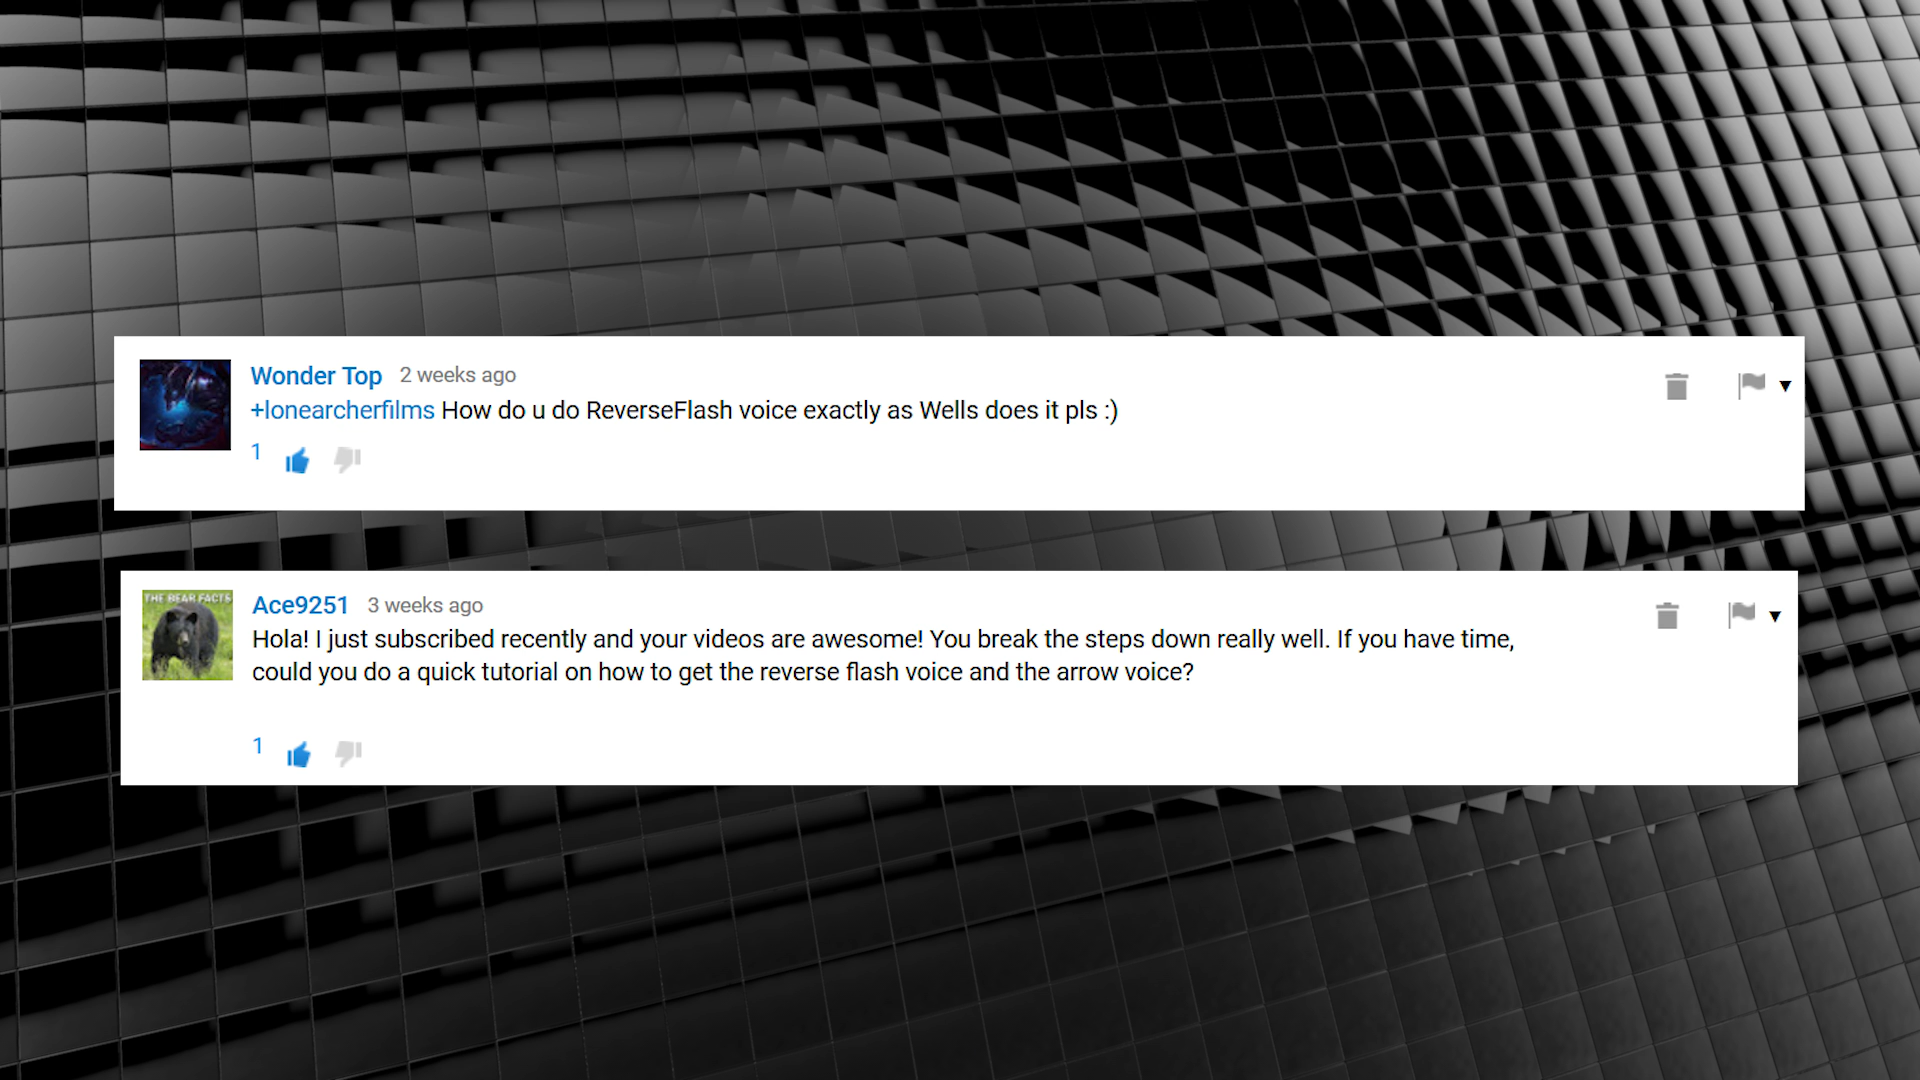 Wonder Top 2 weeks ago
+lonearcherfilms How do u do ReverseFlash voice exactly as Wells does it pls :)
1
THE BEAR FACTS
Ace9251 3 weeks ago
Hola! I just subscribed recently and your videos are awesome! You break the steps down really well. If you have time,
could you do a quick tutorial on how to get the reverse flash voice and the arrow voice?
1